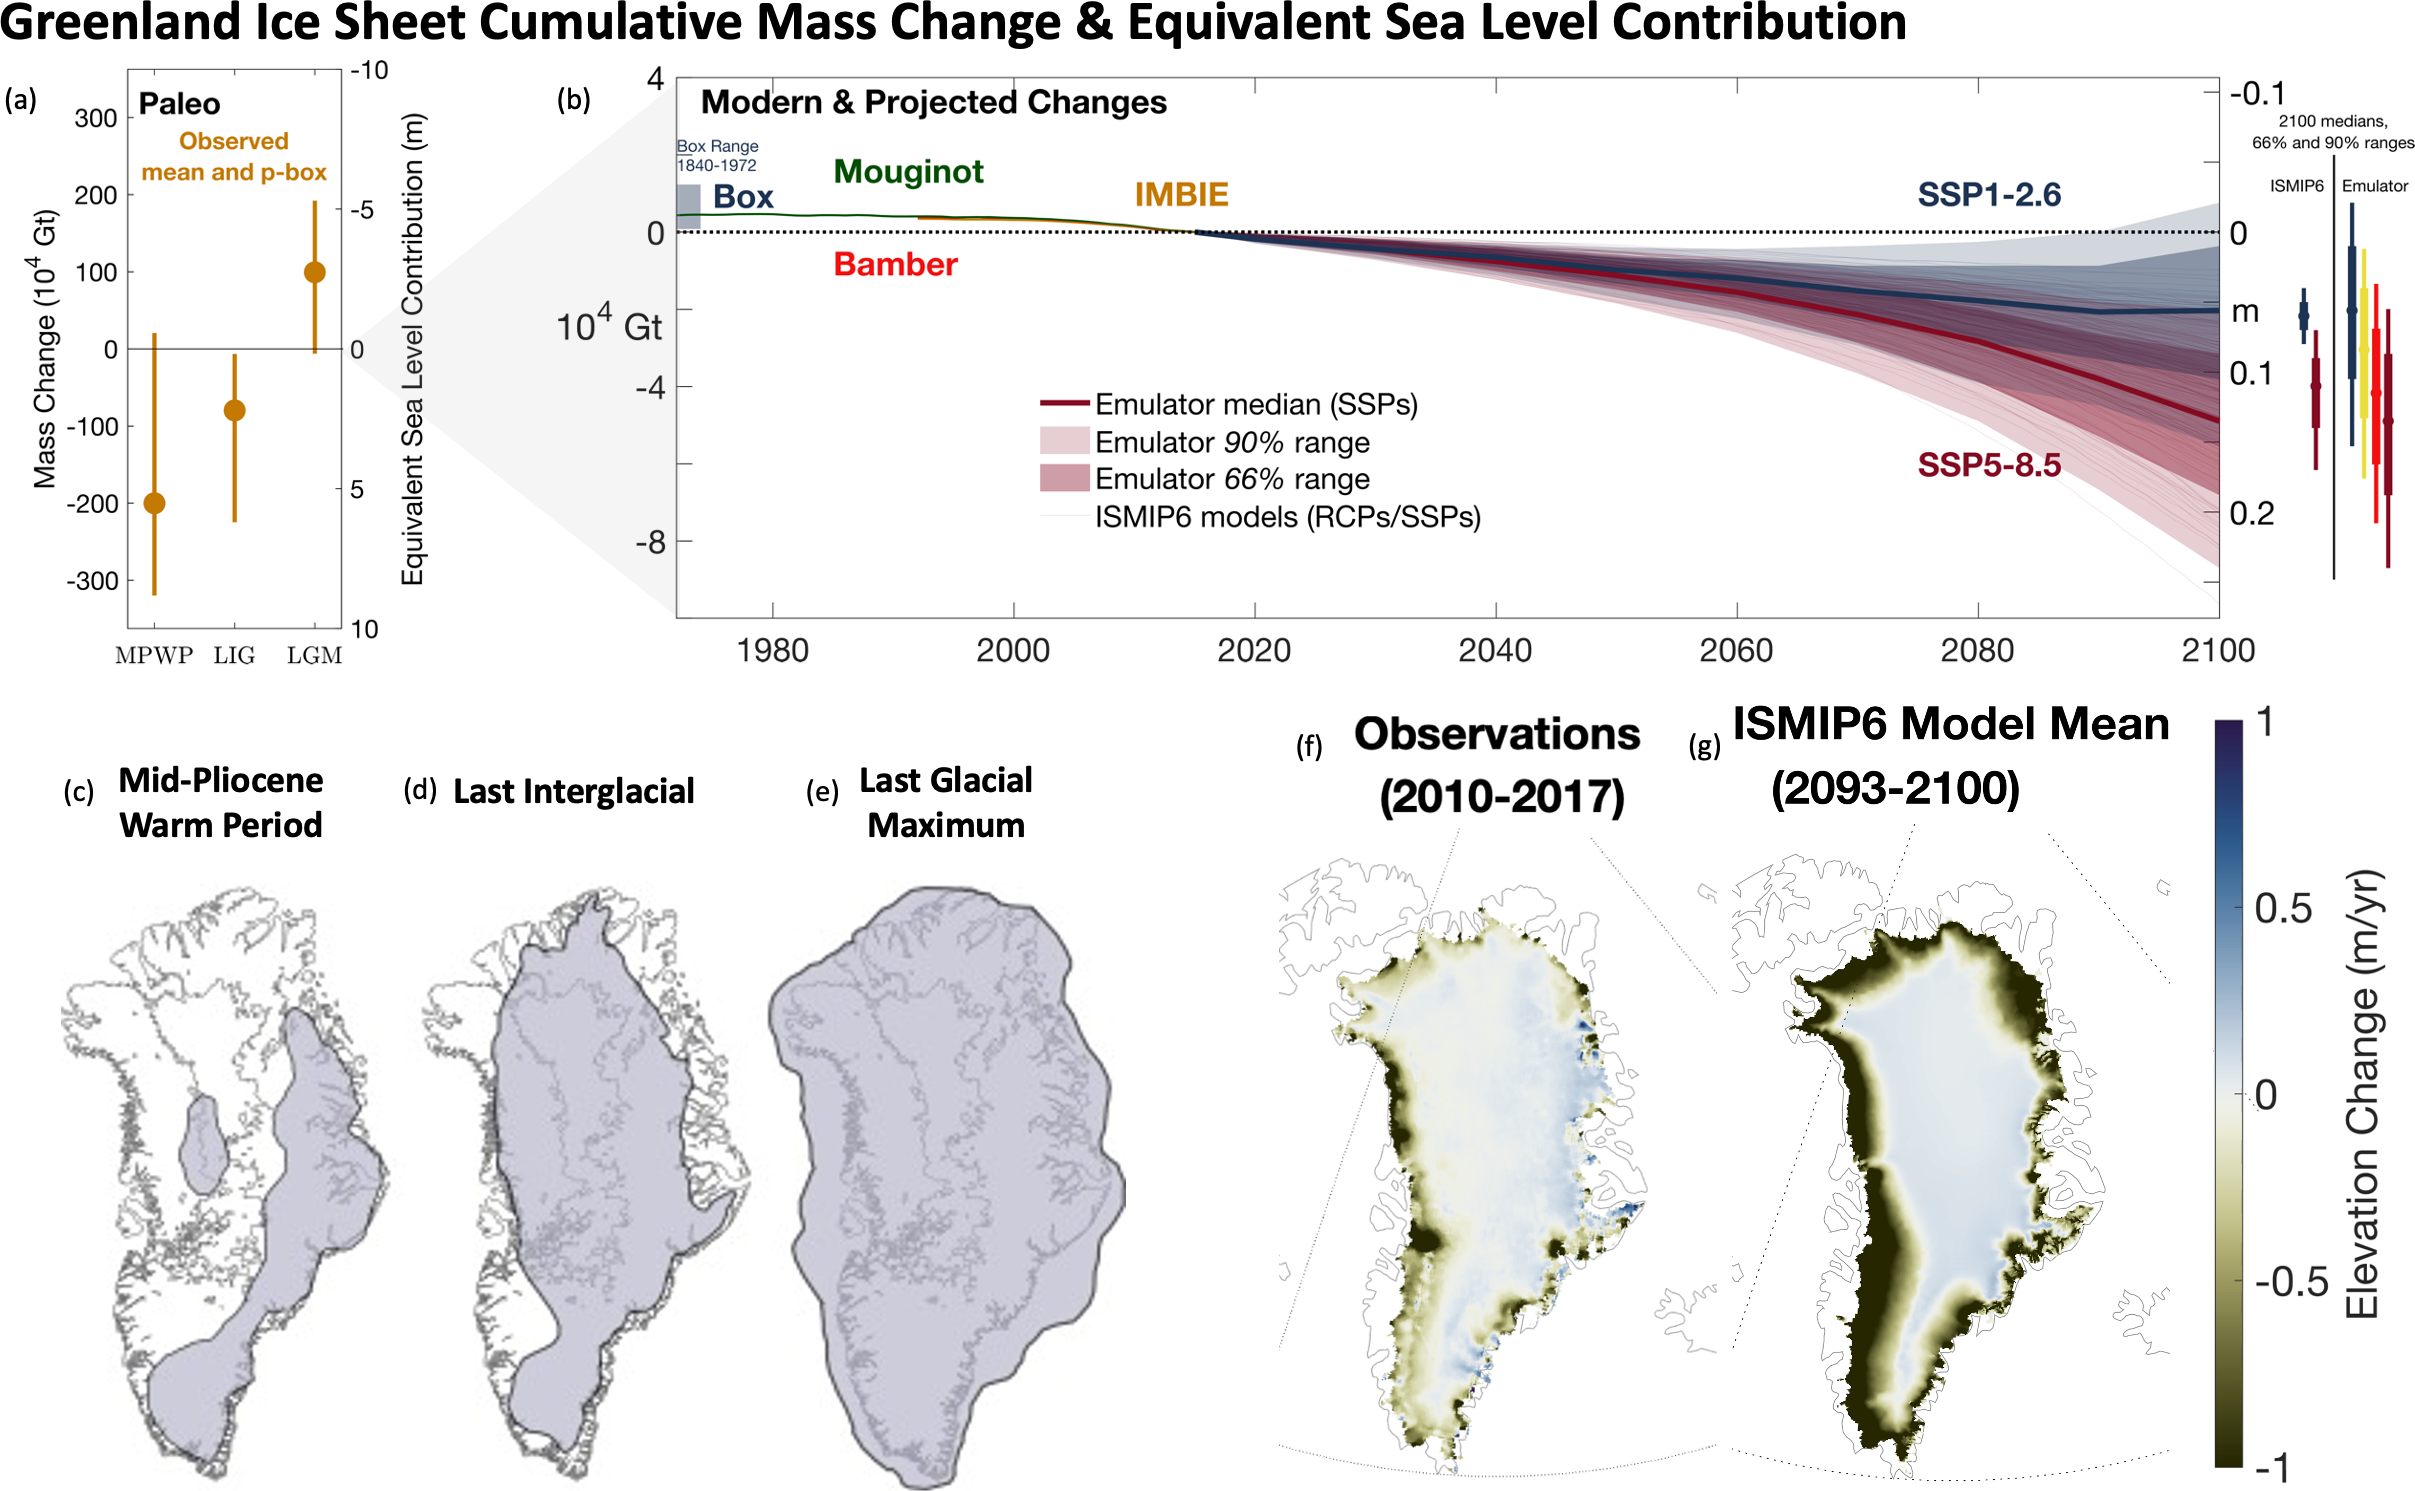 Greenland Ice Sheet Cumulative Mass Change & Equivalent Sea Level Contribution
(a)
Paleo
Observed
mean and p-box
Mass Change (10⁴ Gt)
300
200
100
0
-100
-200
-300
-10
-5
0
5
10
Equivalent Sea Level Contribution (m)
MPWP LIG LGM
(b)
Modern & Projected Changes
Box Range
1840-1972
Box
Mouginot
IMBIE
Bamber
SSP1-2.6
SSP5-8.5
4
0
10⁴ Gt
-4
-8
Emulator median (SSPs)
Emulator 90% range
Emulator 66% range
ISMIP6 models (RCPs/SSPs)
1980 2000 2020 2040 2060 2080 2100
-0.1
0
m
0.1
0.2
2100 medians,
66% and 90% ranges
ISMIP6 Emulator
(c) Mid-Pliocene
Warm Period
(d) Last Interglacial
(e) Last Glacial
Maximum
(f) Observations
(2010-2017)
(g) ISMIP6 Model Mean
(2093-2100)
1
0.5
0
-0.5
-1
Elevation Change (m/yr)